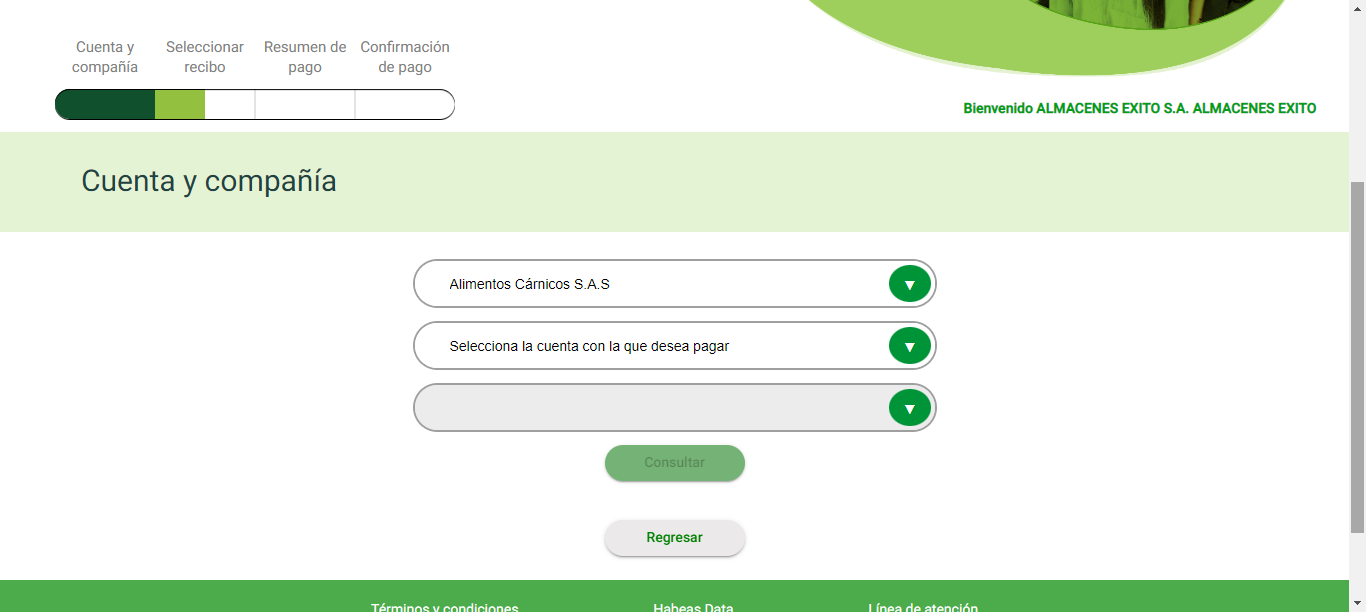 Cuenta y compañía
Seleccionar recibo
Resumen de pago
Confirmación de pago
Bienvenido ALMACENES EXITO S.A. ALMACENES EXITO
Cuenta y compañía
Alimentos Cárnicos S.A.S
Selecciona la cuenta con la que desea pagar
Consultar
Regresar
Términos y condiciones
Habeas Data
Línea de atención